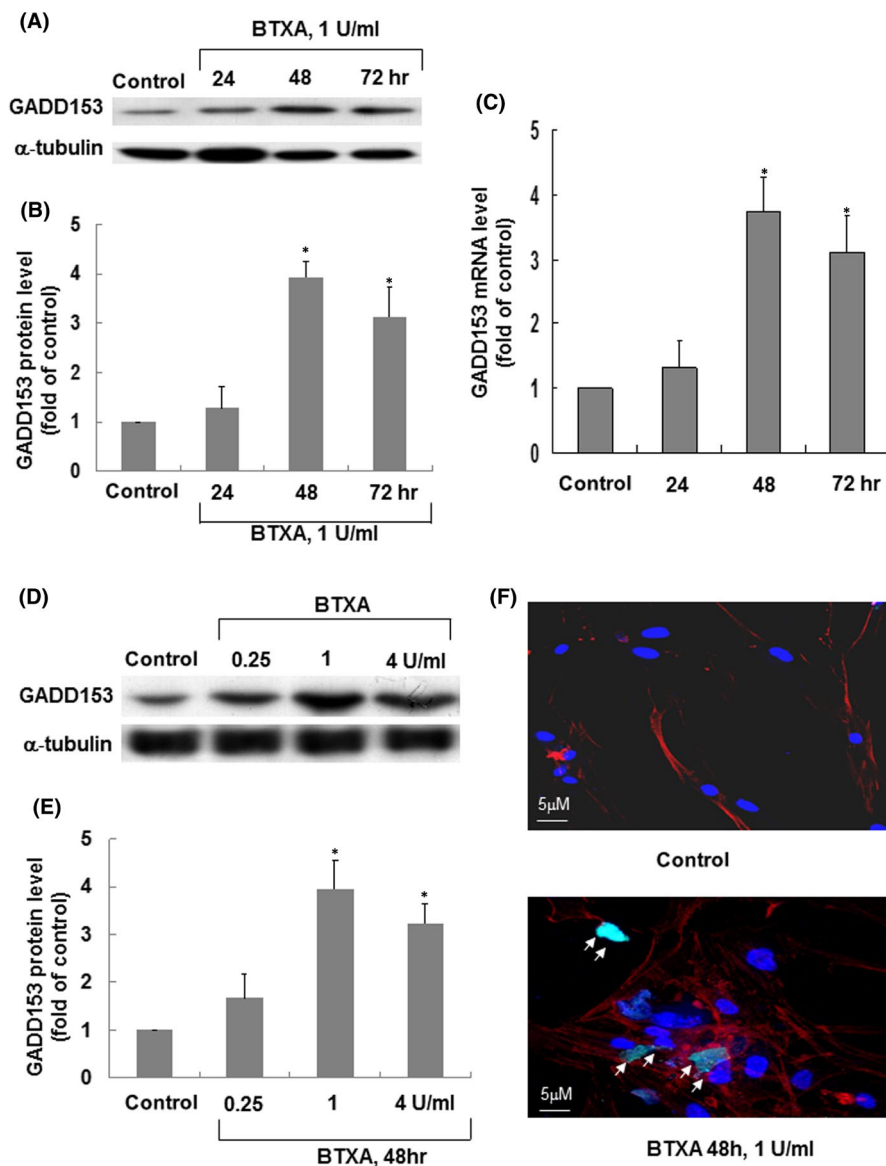 (A)
BTXA, 1 U/ml
Control 24 48 72 hr
GADD153
α-tubulin
(B)
GADD153 protein level
(fold of control)
5
4
3
2
1
0
*
*
Control 24 48 72 hr
BTXA, 1 U/ml
(C)
GADD153 mRNA level
(fold of control)
5
4
3
2
1
0
*
*
Control 24 48 72 hr
BTXA, 1 U/ml
(D)
BTXA
Control 0.25 1 4 U/ml
GADD153
α-tubulin
(E)
GADD153 protein level
(fold of control)
5
4
3
2
1
0
*
*
Control 0.25 1 4 U/ml
BTXA, 48hr
(F)
5μM
Control
5μM
BTXA 48h, 1 U/ml